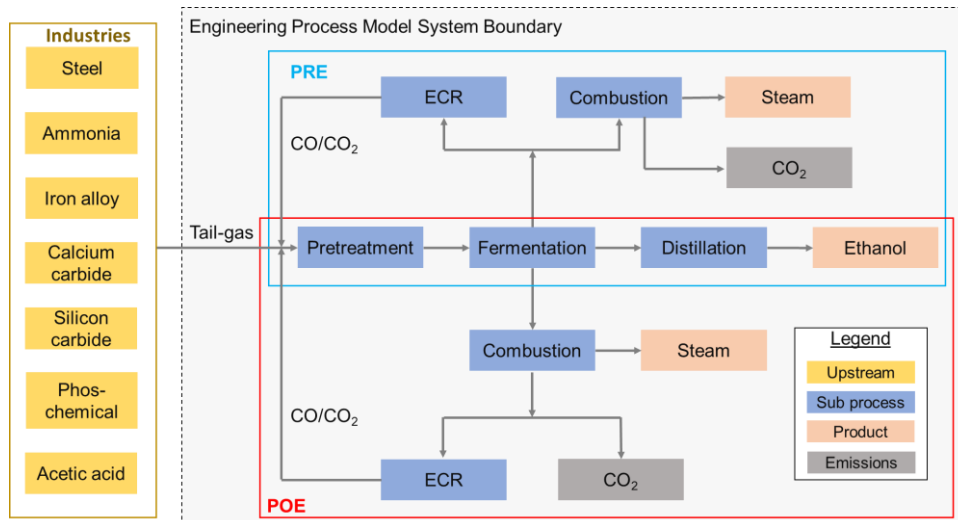 Industries
Steel
Ammonia
Iron alloy
Calcium
carbide
Silicon
carbide
Phos-
chemical
Acetic acid
Engineering Process Model System Boundary
PRE
ECR
Combustion
Steam
CO/CO₂
CO₂
Tail-gas
Pretreatment
Fermentation
Distillation
Ethanol
Combustion
Steam
CO/CO₂
ECR
CO₂
POE
Legend
Upstream
Sub process
Product
Emissions